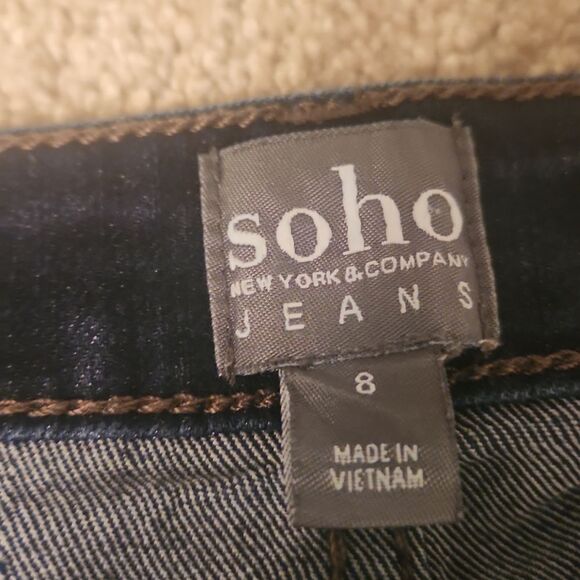 soho
NEW YORK & COMPANY
JEANS
8
MADE IN
VIETNAM